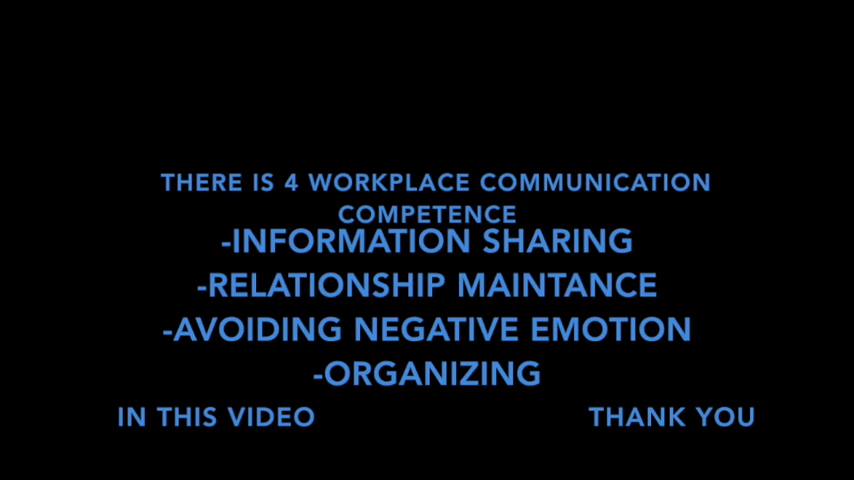 THERE IS 4 WORKPLACE COMMUNICATION
COMPETENCE
-INFORMATION SHARING
-RELATIONSHIP MAINTANCE
-AVOIDING NEGATIVE EMOTION
-ORGANIZING
IN THIS VIDEO THANK YOU